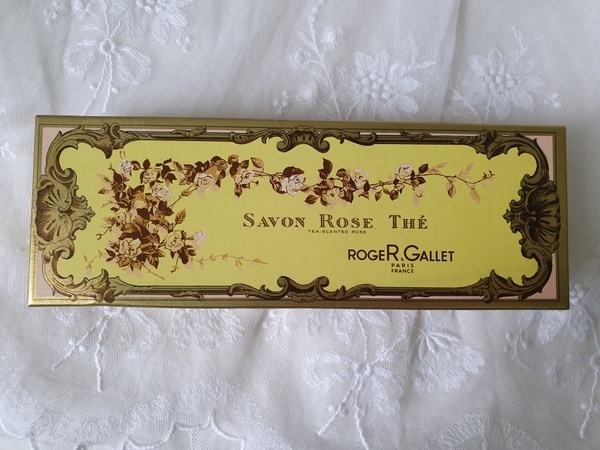 SAVON ROSE THÉ
TEA-SCENTED ROSE
ROGER & GALLET
PARIS
FRANCE